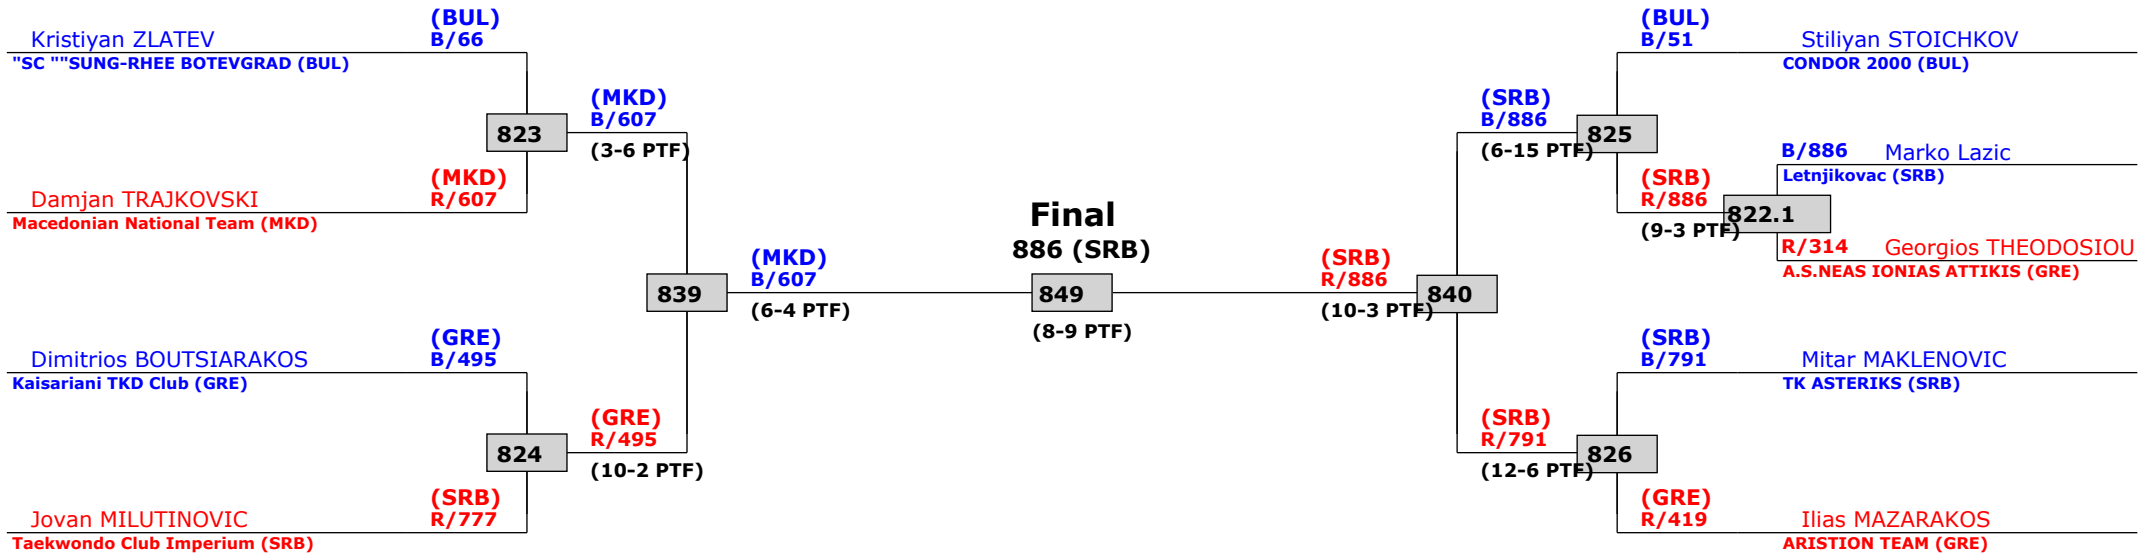 (BUL)
Kristiyan ZLATEV B/66
"SC ""SUNG-RHEE BOTEVGRAD (BUL)
823
(MKD)
B/607
(3-6 PTF)
(MKD)
Damjan TRAJKOVSKI R/607
Macedonian National Team (MKD)
839
(MKD)
B/607
(6-4 PTF)
(GRE)
Dimitrios BOUTSIARAKOS B/495
Kaisariani TKD Club (GRE)
824
(GRE)
R/495
(10-2 PTF)
(SRB)
Jovan MILUTINOVIC R/777
Taekwondo Club Imperium (SRB)
Final
886 (SRB)
849
(8-9 PTF)
(BUL)
B/51 Stiliyan STOICHKOV
CONDOR 2000 (BUL)
(SRB)
B/886
(6-15 PTF)
825
B/886 Marko Lazic
Letnjikovac (SRB)
(SRB)
R/886
(9-3 PTF)
822.1
R/314 Georgios THEODOSIOU
A.S.NEAS IONIAS ATTIKIS (GRE)
(SRB)
R/886
(10-3 PTF)
840
(SRB)
B/791 Mitar MAKLENOVIC
TK ASTERIKS (SRB)
(SRB)
R/791
(12-6 PTF)
826
(GRE)
R/419 Ilias MAZARAKOS
ARISTION TEAM (GRE)